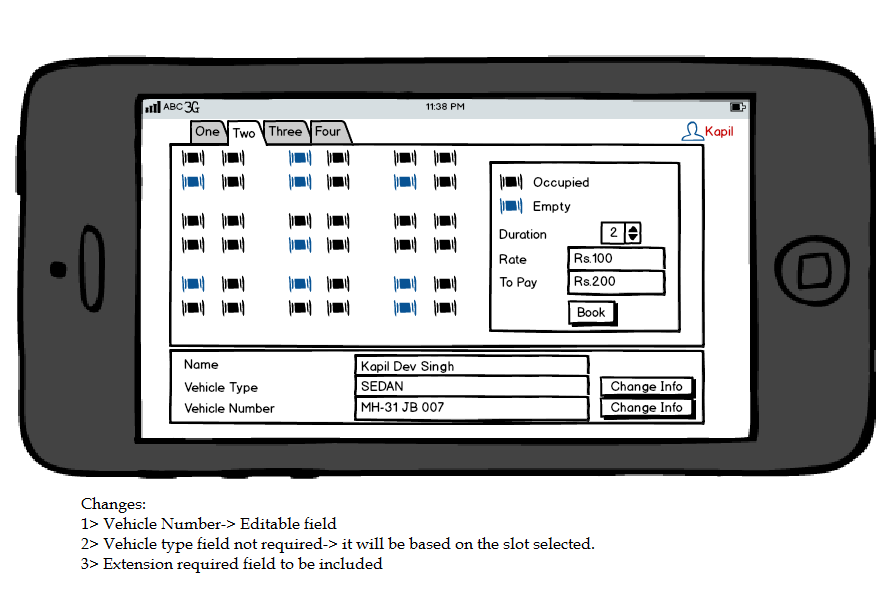 ABC 3G 11:38 PM
One Two Three Four Kapil
Occupied
Empty
Duration 2
Rate Rs.100
To Pay Rs.200
Book
Name Kapil Dev Singh
Vehicle Type SEDAN Change Info
Vehicle Number MH-31 JB 007 Change Info
Changes:
1> Vehicle Number-> Editable field
2> Vehicle type field not required-> it will be based on the slot selected.
3> Extension required field to be included